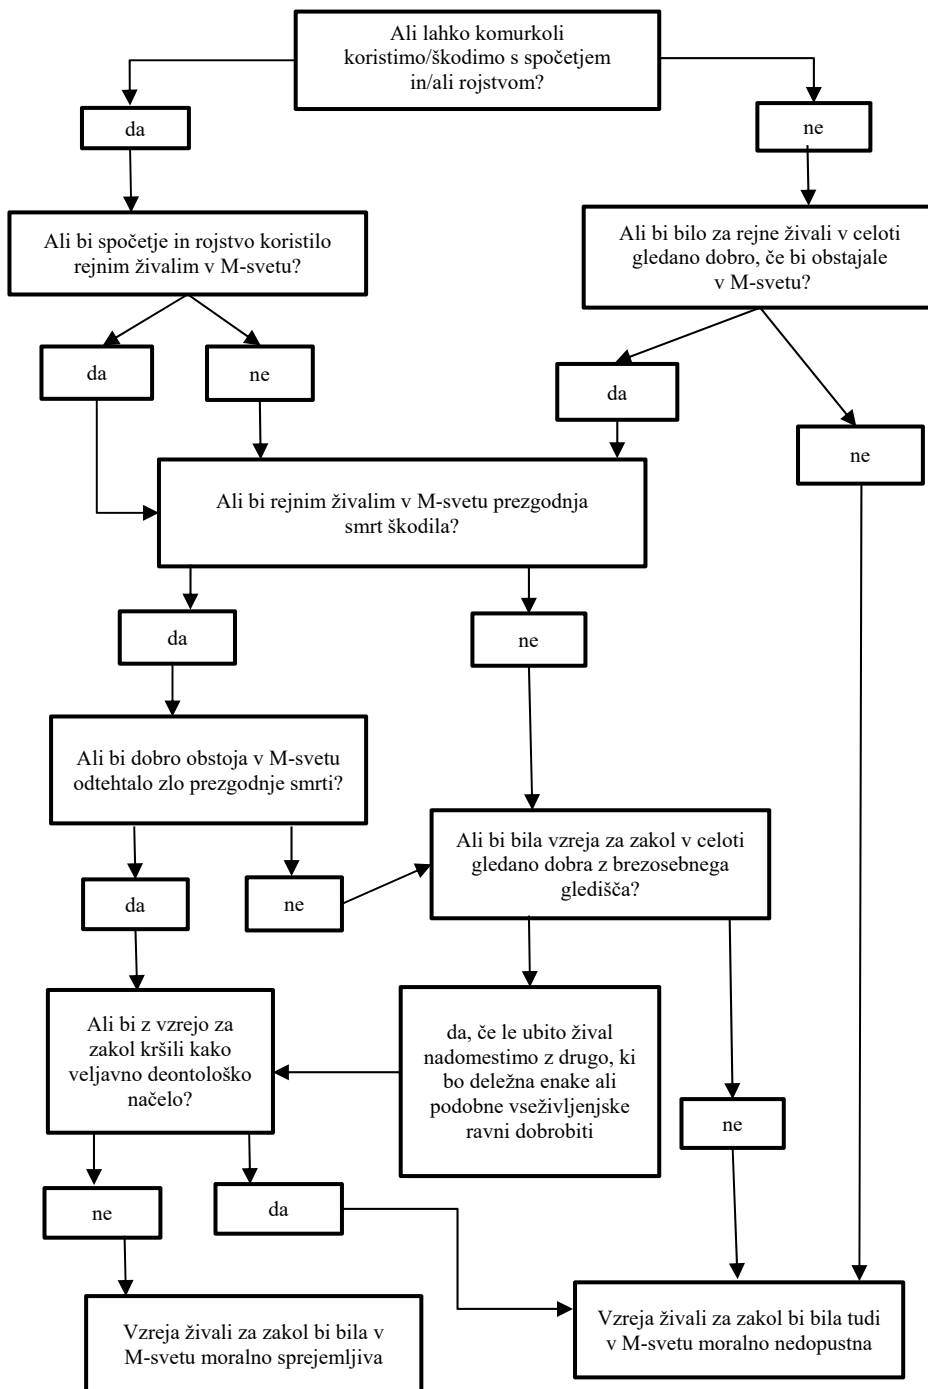 Ali lahko komurkoli
koristimo/škodimo s spočetjem
in/ali rojstvom?
da
ne
Ali bi spočetje in rojstvo koristilo
rejnim živalim v M-svetu?
Ali bi bilo za rejne živali v celoti
gledano dobro, če bi obstajale
v M-svetu?
da
ne
da
ne
Ali bi rejnim živalim v M-svetu prezgodnja
smrt škodila?
da
ne
Ali bi dobro obstoja v M-svetu
odtehtalo zlo prezgodnje smrti?
Ali bi bila vzreja za zakol v celoti
gledano dobra z brezosebnega
gledišča?
da
ne
Ali bi z vzrejo za
zakol kršili kako
veljavno deontološko
načelo?
da, če le ubito žival
nadomestimo z drugo, ki
bo deležna enake ali
podobne vseživljenjske
ravni dobrobiti
ne
ne
da
Vzreja živali za zakol bi bila v
M-svetu moralno sprejemljiva
Vzreja živali za zakol bi bila tudi
v M-svetu moralno nedopustna